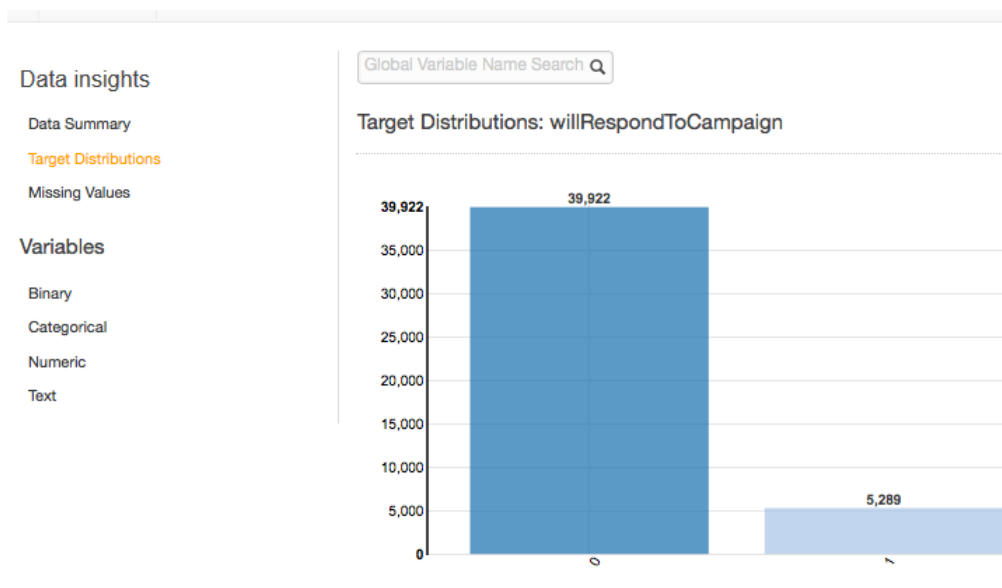 Data insights
Data Summary
Target Distributions
Missing Values
Variables
Binary
Categorical
Numeric
Text
Global Variable Name Search
Target Distributions: willRespondToCampaign
39,922
39,922
35,000
30,000
25,000
20,000
15,000
10,000
5,000
5,289
0
0
1